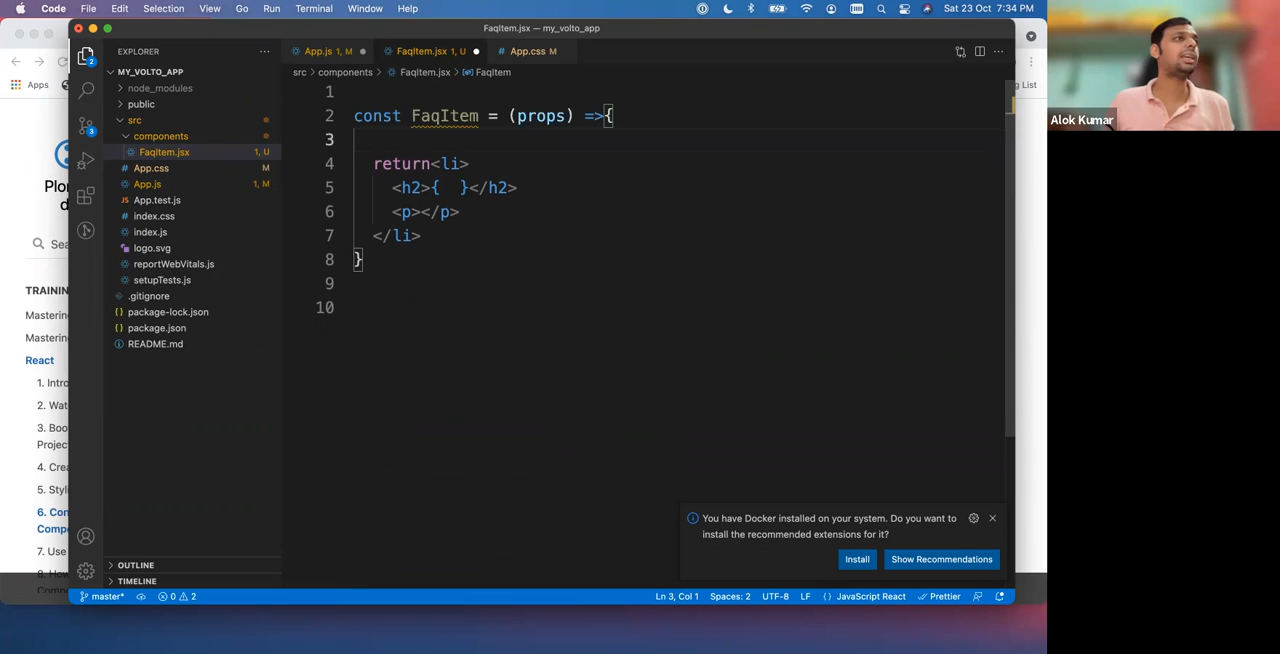 Code File Edit Selection View Go Run Terminal Window Help Sat 23 Oct 7:34 PM
FaqItem.jsx — my_volto_app
EXPLORER
App.js 1, M
FaqItem.jsx 1, U
App.css M
MY_VOLTO_APP
src > components > FaqItem.jsx > FaqItem
node_modules
public
src
components
FaqItem.jsx 1, U
App.css M
App.js 1, M
JS App.test.js
# index.css
index.js
logo.svg
reportWebVitals.js
setupTests.js
.gitignore
{} package-lock.json
{} package.json
README.md
OUTLINE
TIMELINE
1
2 const FaqItem = (props) =>{
3
4 return<li>
5 <h2>{ }</h2>
6 <p></p>
7 </li>
8 }
9
10
You have Docker installed on your system. Do you want to
install the recommended extensions for it?
Install Show Recommendations
master* 0 2 Ln 3, Col 1 Spaces: 2 UTF-8 LF {} JavaScript React Prettier
Apps
g List
Plor
d
Sea
TRAININ
Mastering
Mastering
React
1. Intro
2. Wat
3. Boo
Projec
4. Crea
5. Styli
6. Con
Compo
7. Use
8. How
Compo
Alok Kumar